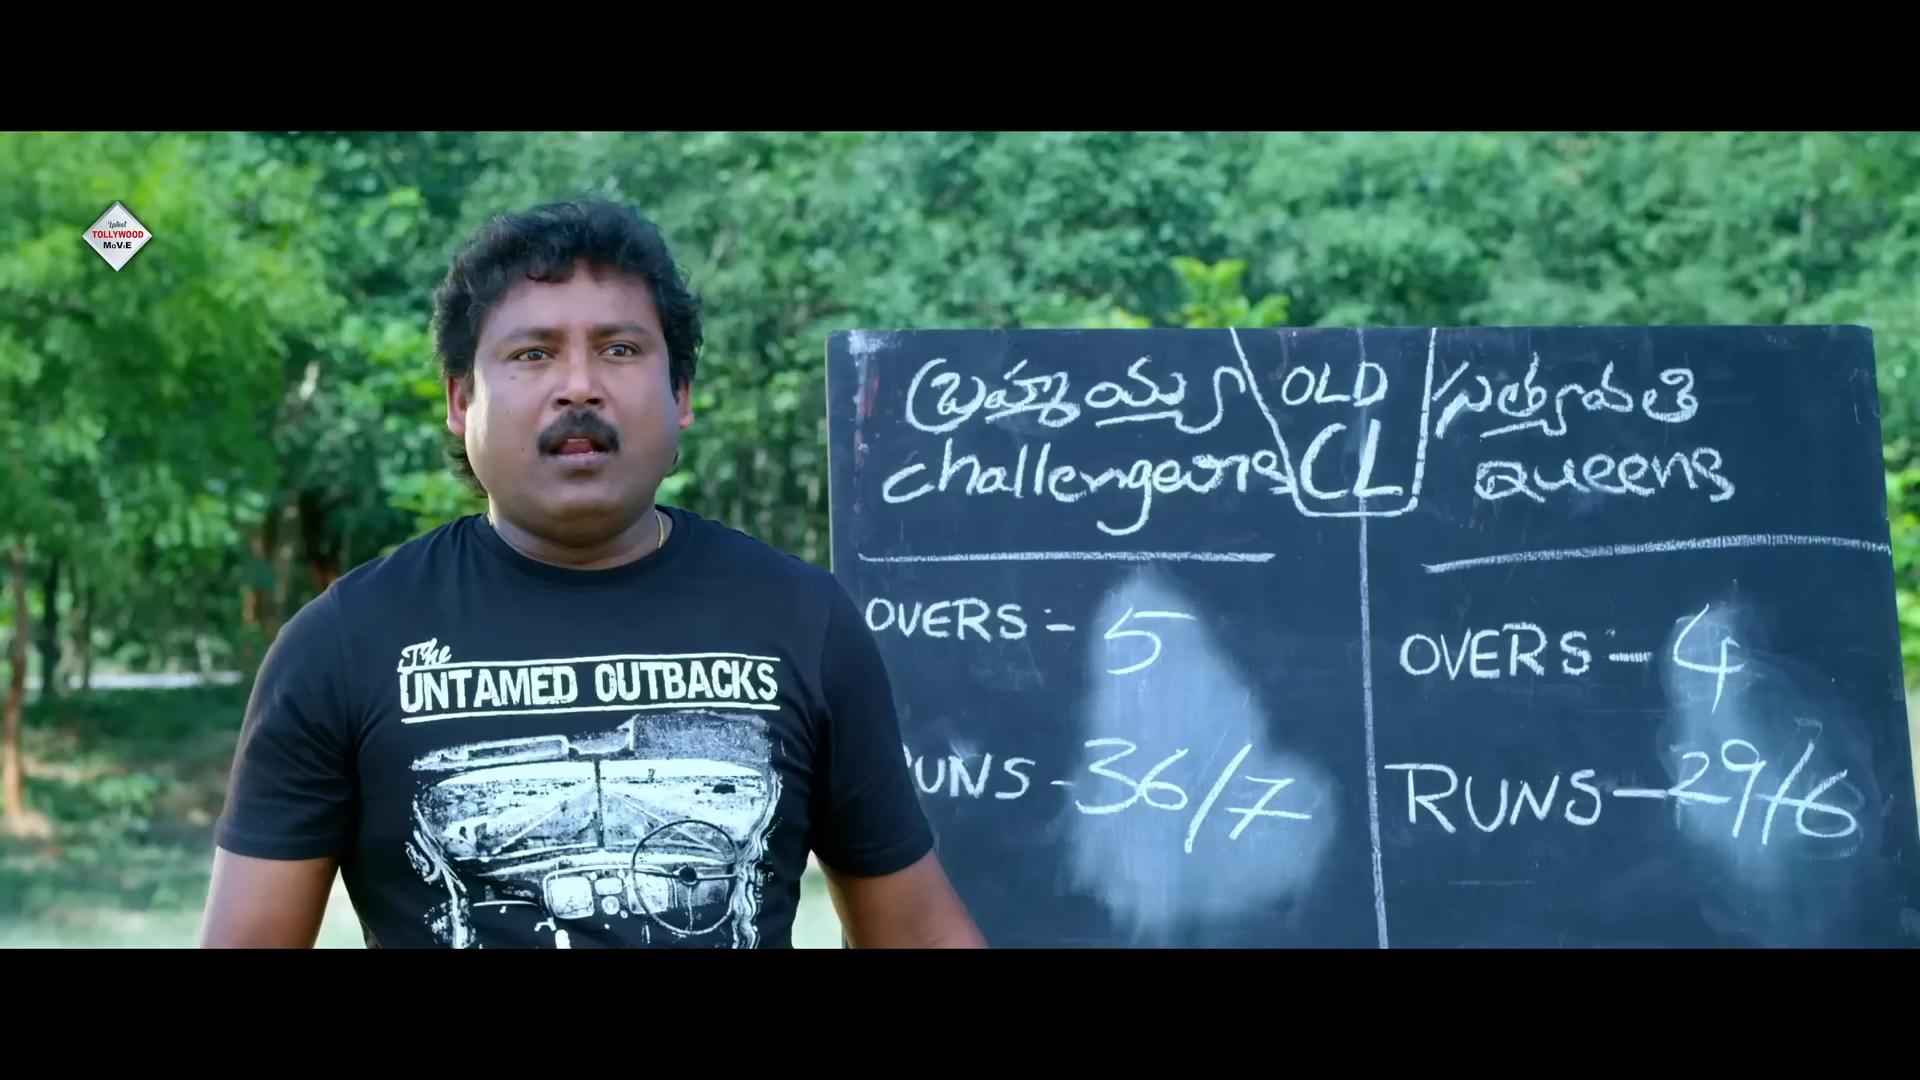 Latest
TOLLYWOOD
MoViE
బ్రహ్మయ్య
challengers
OLD
CL
సత్యవతి
Queens
OVERS :- 5
RUNS - 36/7
OVERS - 4
RUNS - 29/6
The
UNTAMED OUTBACKS